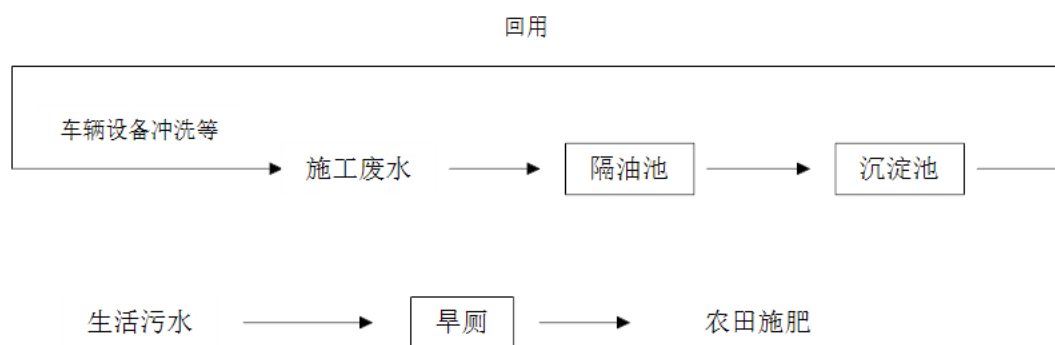 回用
车辆设备冲洗等
施工废水 隔油池 沉淀池
生活污水 旱厕 农田施肥